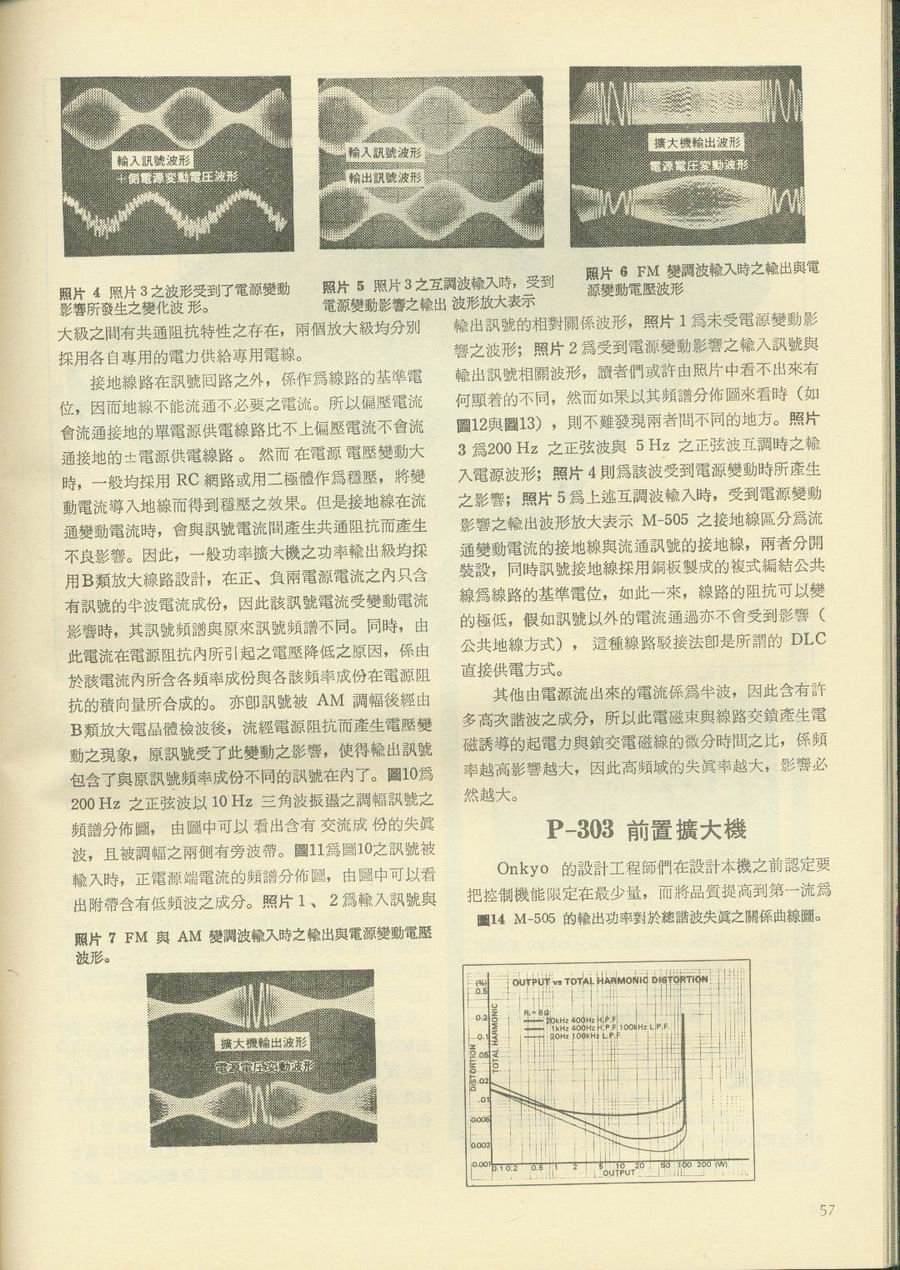 輸入訊號波形
＋側電源変動電圧波形
輸入訊號波形
輸出訊號波形
擴大機輸出波形
電源電圧変動波形
照片 4 照片3之波形受到了電源變動
影響所發生之變化波 形。
照片 5 照片3之互調波輸入時，受到
電源變動影響之輸出 波形放大表示
照片 6 FM 變調波輸入時之輸出與電
源變動電壓波形
大級之間有共通阻抗特性之存在，兩個放大級均分別
採用各自專用的電力供給專用電線。
接地線路在訊號回路之外，係作爲線路的基準電
位，因而地線不能流通不必要之電流。所以偏壓電流
會流通接地的單電源供電線路比不上偏壓電流不會流
通接地的±電源供電線路 。 然而 在電源 電壓變動大
時，一般均採用 RC 網路或用二極體作爲穩壓，將變
動電流導入地線而得到穩壓之效果。但是接地線在流
通變動電流時，會與訊號電流間產生共通阻抗而產生
不良影響。因此，一般功率擴大機之功率輸出級均採
用B類放大線路設計，在正、負兩電源電流之內只含
有訊號的半波電流成份，因此該訊號電流受變動電流
影響時，其訊號頻譜與原來訊號頻譜不同。同時，由
此電流在電源阻抗內所引起之電壓降低之原因，係由
於該電流內所含各頻率成份與各該頻率成份在電源阻
抗的積向量所合成的。 亦卽訊號被 AM 調幅後經由
B類放大電晶體檢波後，流經電源阻抗而產生電壓變
動之現象，原訊號受了此變動之影響，使得輸出訊號
包含了與原訊號頻率成份不同的訊號在內了。圖10爲
200 Hz 之正弦波以 10 Hz 三角波振盪之調幅訊號之
頻譜分佈圖， 由圖中可以 看出含有 交流成 份的失眞
波，且被調幅之兩側有旁波帶。圖11爲圖10之訊號被
輸入時，正電源端電流的頻譜分佈圖，由圖中可以看
出附帶含有低頻波之成分。照片 1 、 2 爲輸入訊號與
照片 7 FM 與 AM 變調波輸入時之輸出與電源變動電壓
波形。
擴大機輸出波形
電源電圧変動波形
輸出訊號的相對關係波形，照片 1 爲未受電源變動影
響之波形；照片 2 爲受到電源變動影響之輸入訊號與
輸出訊號相關波形，讀者們或許由照片中看不出來有
何顯着的不同，然而如果以其頻譜分佈圖來看時（如
圖12與圖13），則不難發現兩者間不同的地方。照片
3 爲200 Hz 之正弦波與 5 Hz 之正弦波互調時之輸
入電源波形；照片 4 則爲該波受到電源變動時所產生
之影響；照片 5 爲上述互調波輸入時，受到電源變動
影響之輸出波形放大表示 M-505 之接地線區分爲流
通變動電流的接地線與流通訊號的接地線，兩者分開
裝設，同時訊號接地線採用銅板製成的複式編結公共
線爲線路的基準電位，如此一來，線路的阻抗可以變
的極低，假如訊號以外的電流通過亦不會受到影響（
公共地線方式）， 這種線路駁接法卽是所謂的 DLC
直接供電方式。
其他由電源流出來的電流係爲半波，因此含有許
多高次諧波之成分，所以此電磁束與線路交鎖產生電
磁誘導的起電力與鎖交電磁線的微分時間之比，係頻
率越高影響越大，因此高頻域的失眞率越大，影響必
然越大。
P-303 前置擴大機
Onkyo 的設計工程師們在設計本機之前認定要
把控制機能限定在最少量，而將品質提高到第一流爲
圖14 M-505 的輸出功率對於總諧波失眞之關係曲線圖。
OUTPUT vs TOTAL HARMONIC DISTORTION
(%)
0.5
0.2
0.1
.05
.02
.01
0.005
0.002
0.001
TOTAL HARMONIC
DISTORTION
RL=8Ω
20kHz 400Hz H.P.F
1kHz 400Hz H.P.F 100kHz L.P.F.
20Hz 100kHz L.P.F
0.1 0.2 0.5 1 2 5 10 20 50 100 200 (W)
OUTPUT
57